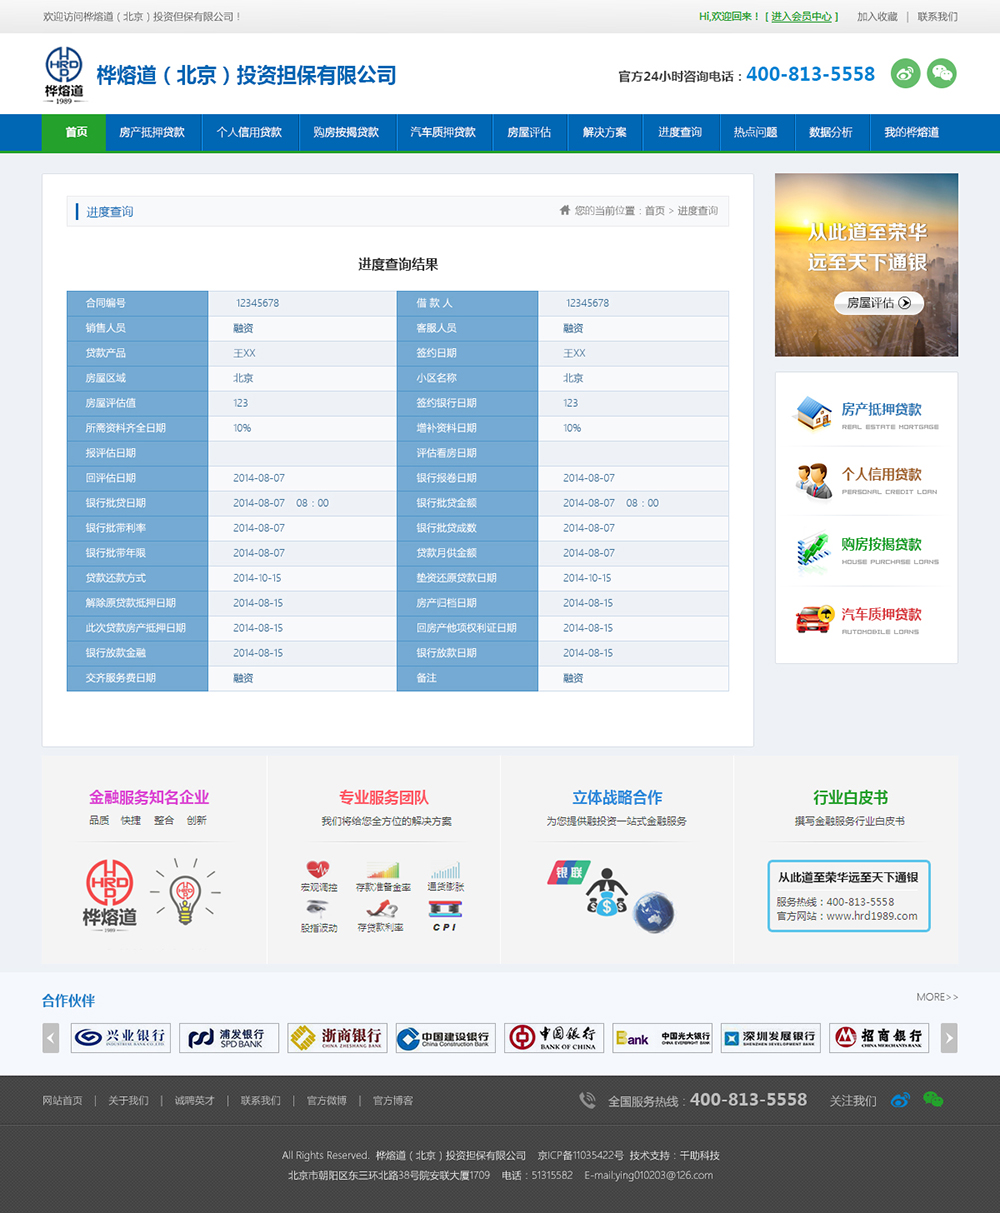 欢迎访问桦熔道（北京）投资担保有限公司！
Hi,欢迎回来！ [ 进入会员中心 ] 加入收藏 | 联系我们
HRD
桦熔道
1989
桦熔道（北京）投资担保有限公司
官方24小时咨询电话：400-813-5558
首页 房产抵押贷款 个人信用贷款 购房按揭贷款 汽车质押贷款 房屋评估 解决方案 进度查询 热点问题 数据分析 我的桦熔道
进度查询
您的当前位置：首页 > 进度查询
进度查询结果
合同编号 12345678 借 款 人 12345678
销售人员 融资 客服人员 融资
贷款产品 王XX 签约日期 王XX
房屋区域 北京 小区名称 北京
房屋评估值 123 签约银行日期 123
所需资料齐全日期 10% 增补资料日期 10%
报评估日期 评估看房日期
回评估日期 2014-08-07 银行报卷日期 2014-08-07
银行批贷日期 2014-08-07 08：00 银行批贷金额 2014-08-07 08：00
银行批带利率 2014-08-07 银行批贷成数 2014-08-07
银行批带年限 2014-08-07 贷款月供金额 2014-08-07
贷款还款方式 2014-10-15 垫资还原贷款日期 2014-10-15
解除原贷款抵押日期 2014-08-15 房产归档日期 2014-08-15
此次贷款房产抵押日期 2014-08-15 回房产他项权利证日期 2014-08-15
银行放款金融 2014-08-15 银行放款日期 2014-08-15
交齐服务费日期 融资 备注 融资
从此道至荣华
远至天下通银
房屋评估
房产抵押贷款
REAL ESTATE MORTGAGE
个人信用贷款
PERSONAL CREDIT LOAN
购房按揭贷款
HOUSE PURCHASE LOANS
汽车质押贷款
AUTOMOBILE LOANS
金融服务知名企业
品质 快捷 整合 创新
HRD
桦熔道
1989
HRD
专业服务团队
我们将给您全方位的解决方案
宏观调控 存款准备金率 通货膨胀
股指波动 存贷款利率 CPI
立体战略合作
为您提供融投资一站式金融服务
银联
$
行业白皮书
撰写金融服务行业白皮书
从此道至荣华远至天下通银
服务热线：400-813-5558
官方网站：www.hrd1989.com
合作伙伴
MORE>>
兴业银行
INDUSTRIAL BANK CO.,LTD.
浦发银行
SPD BANK
浙商银行
CHINA ZHESHANG BANK
中国建设银行
China Construction Bank
中国银行
BANK OF CHINA
Bank 中国光大银行
CHINA EVERBRIGHT BANK
深圳发展银行
SHENZHEN DEVELOPMENT BANK
招商银行
CHINA MERCHANTS BANK
网站首页 | 关于我们 | 诚聘英才 | 联系我们 | 官方微博 | 官方博客
全国服务热线：400-813-5558 关注我们
All Rights Reserved. 桦熔道（北京）投资担保有限公司 京ICP备11035422号 技术支持：千助科技
北京市朝阳区东三环北路38号院安联大厦1709 电话：51315582 E-mail:ying010203@126.com